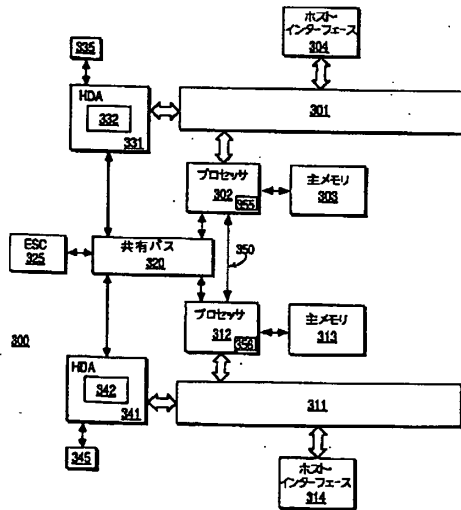 ホスト・
インターフェース
304
335
HDA
332
331
301
プロセッサ
302
355
主メモリ
303
ESC
325
共有バス
320
350
プロセッサ
312
356
主メモリ
313
300
HDA
342
341
311
345
ホスト・
インターフェース
314